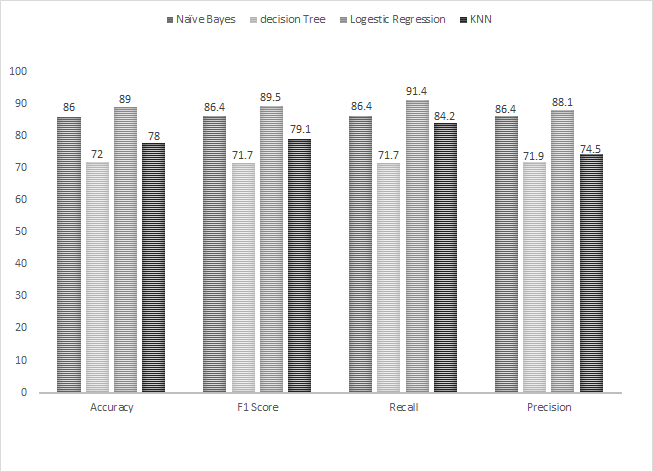 Naïve Bayes decision Tree Logestic Regression KNN
100
90
80
70
60
50
40
30
20
10
0
86 72 89 78
86.4 71.7 89.5 79.1
86.4 71.7 91.4 84.2
86.4 71.9 88.1 74.5
Accuracy F1 Score Recall Precision